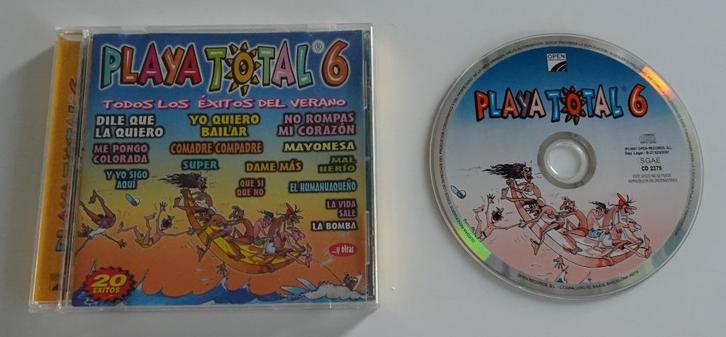 PLAYA TOTAL 6
PLAYA TOTAL® 6
TODOS LOS ÉXITOS DEL VERANO
DILE QUE
LA QUIERO
YO QUIERO
BAILAR
NO ROMPAS
MI CORAZÓN
ME PONGO
COLORADA
COMADRE COMPADRE
MAYONESA
Y YO SIGO
AQUÍ
SUPER
DAME MÁS
MAL
HERÍO
QUE SI
QUE NO
EL HUMAHUAQUEÑO
LA VIDA
SALE
LA BOMBA
...y otras
20
ÉXITOS
OPEN
PLAYA TOTAL® 6
SGAE
CD 2379